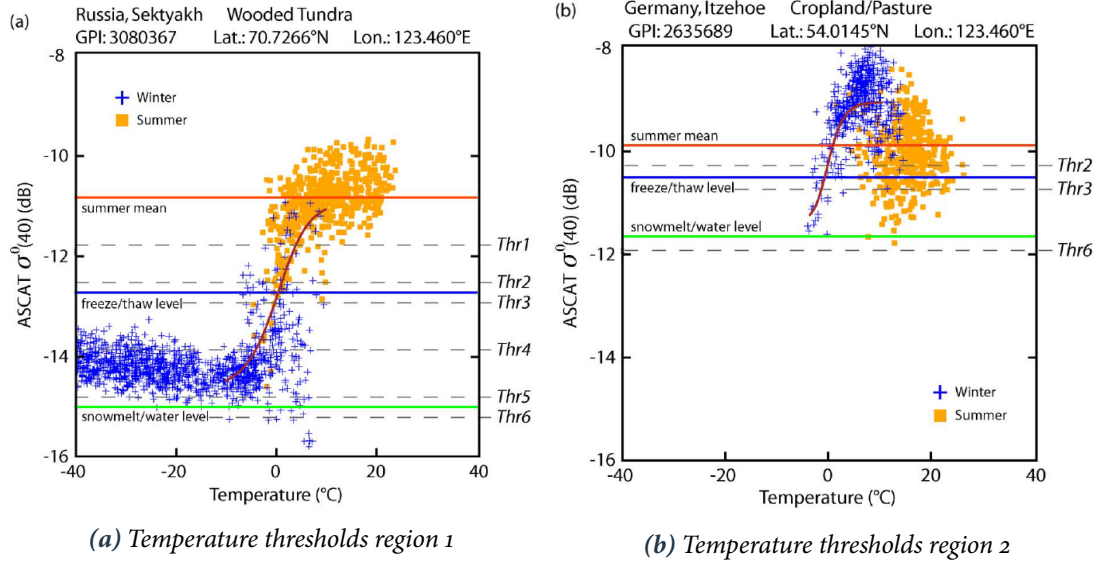 (a)
Russia, Sektyakh Wooded Tundra
GPI: 3080367 Lat.: 70.7266°N Lon.: 123.460°E
-8
-10
-12
-14
-16
ASCAT σ⁰(40) (dB)
Winter
Summer
summer mean
Thr1
Thr2
freeze/thaw level
Thr3
Thr4
Thr5
snowmelt/water level
Thr6
-40 -20 0 20 40
Temperature (°C)
(a) Temperature thresholds region 1
(b)
Germany, Itzehoe Cropland/Pasture
GPI: 2635689 Lat.: 54.0145°N Lon.: 123.460°E
-8
-10
-12
-14
-16
ASCAT σ⁰(40) (dB)
summer mean
Thr2
freeze/thaw level
Thr3
snowmelt/water level
Thr6
Winter
Summer
-40 -20 0 20 40
Temperature (°C)
(b) Temperature thresholds region 2